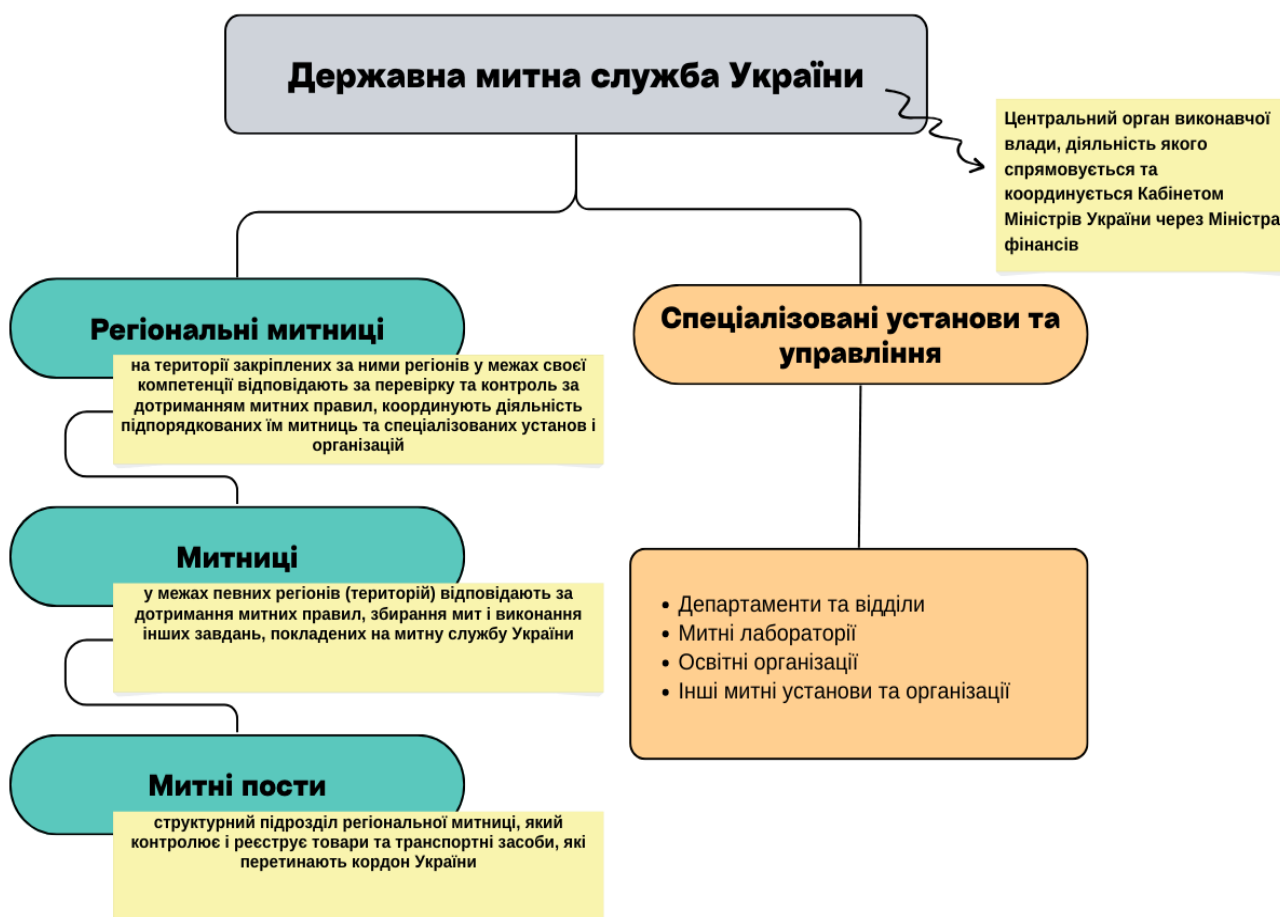 Державна митна служба України
Центральний орган виконавчої
влади, діяльність якого
спрямовується та
координується Кабінетом
Міністрів України через Міністра
фінансів
Регіональні митниці
на території закріплених за ними регіонів у межах своєї
компетенції відповідають за перевірку та контроль за
дотриманням митних правил, координують діяльність
підпорядкованих їм митниць та спеціалізованих установ і
організацій
Спеціалізовані установи та
управління
Митниці
у межах певних регіонів (територій) відповідають за
дотримання митних правил, збирання мит і виконання
інших завдань, покладених на митну службу України
• Департаменти та відділи
• Митні лабораторії
• Освітні організації
• Інші митні установи та організації
Митні пости
структурний підрозділ регіональної митниці, який
контролює і реєструє товари та транспортні засоби, які
перетинають кордон України